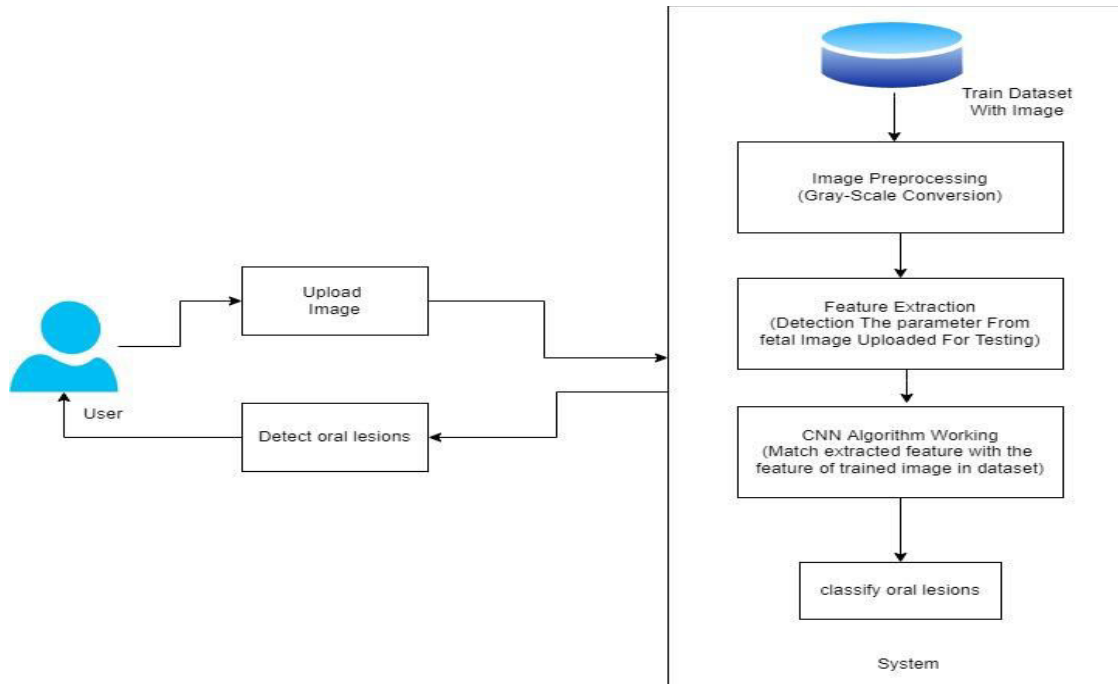 Train Dataset
With Image
Image Preprocessing
(Gray-Scale Conversion)
Upload
Image
Feature Extraction
(Detection The parameter From
fetal Image Uploaded For Testing)
User
Detect oral lesions
CNN Algorithm Working
(Match extracted feature with the
feature of trained image in dataset)
classify oral lesions
System